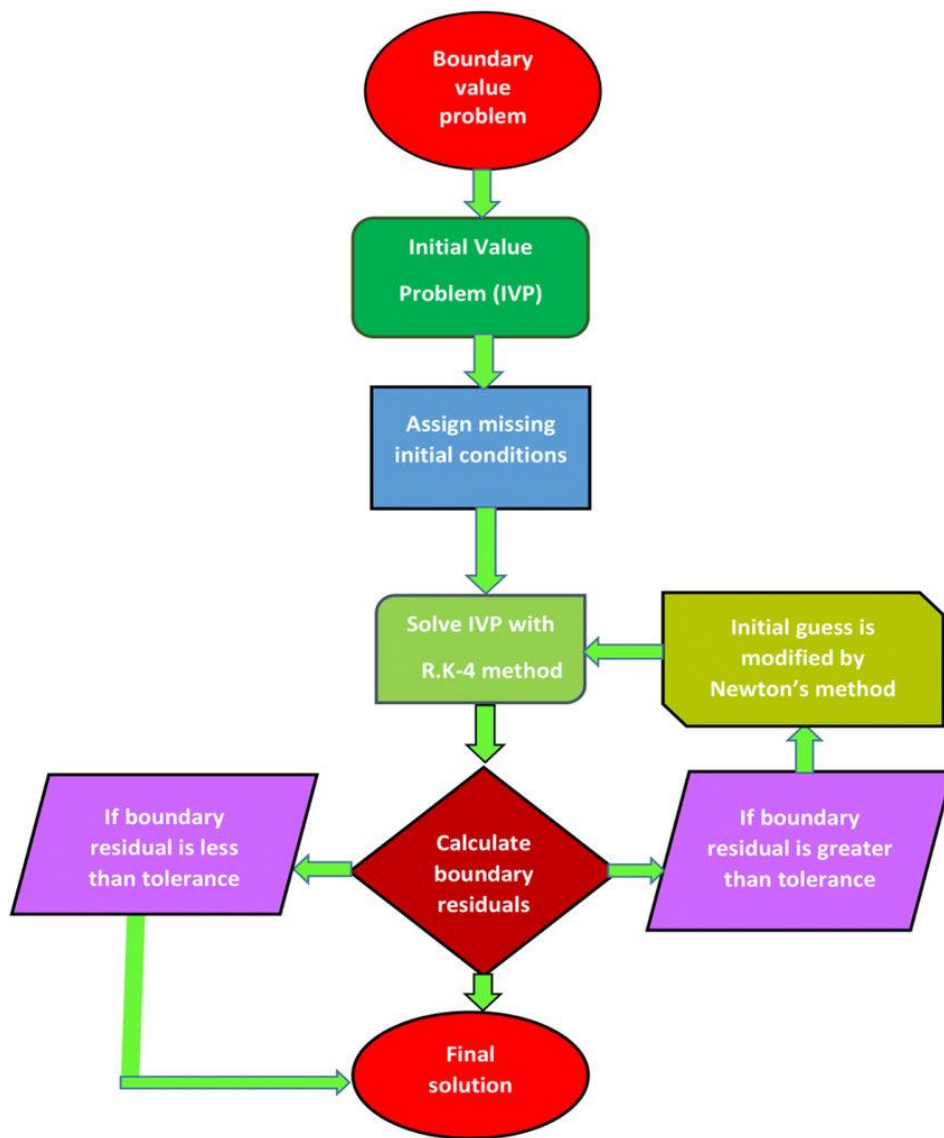 Boundary
value
problem
Initial Value
Problem (IVP)
Assign missing
initial conditions
Solve IVP with
R.K-4 method
Initial guess is
modified by
Newton's method
If boundary
residual is less
than tolerance
Calculate
boundary
residuals
If boundary
residual is greater
than tolerance
Final
solution